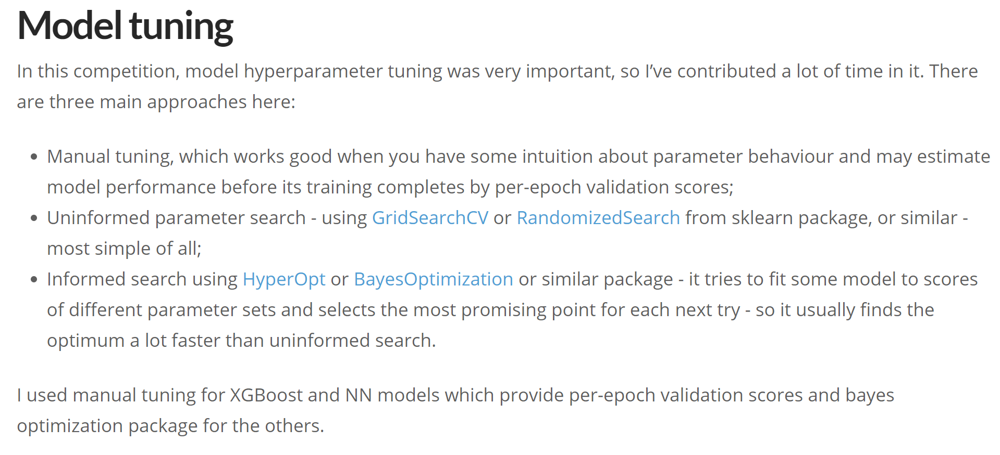 Model tuning
In this competition, model hyperparameter tuning was very important, so I’ve contributed a lot of time in it. There
are three main approaches here:
• Manual tuning, which works good when you have some intuition about parameter behaviour and may estimate
model performance before its training completes by per-epoch validation scores;
• Uninformed parameter search - using GridSearchCV or RandomizedSearch from sklearn package, or similar -
most simple of all;
• Informed search using HyperOpt or BayesOptimization or similar package - it tries to fit some model to scores
of different parameter sets and selects the most promising point for each next try - so it usually finds the
optimum a lot faster than uninformed search.
I used manual tuning for XGBoost and NN models which provide per-epoch validation scores and bayes
optimization package for the others.